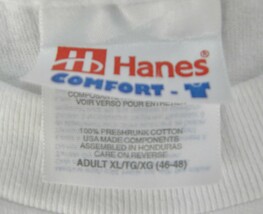 Hanes®
COMFORT -
VOIR VERSO POUR
100% PRESHRUNK COTTON
USA MADE COMPONENTS
ASSEMBLED IN HONDURAS
CARE ON REVERSE
ADULT XL/TG/XG (46-48)